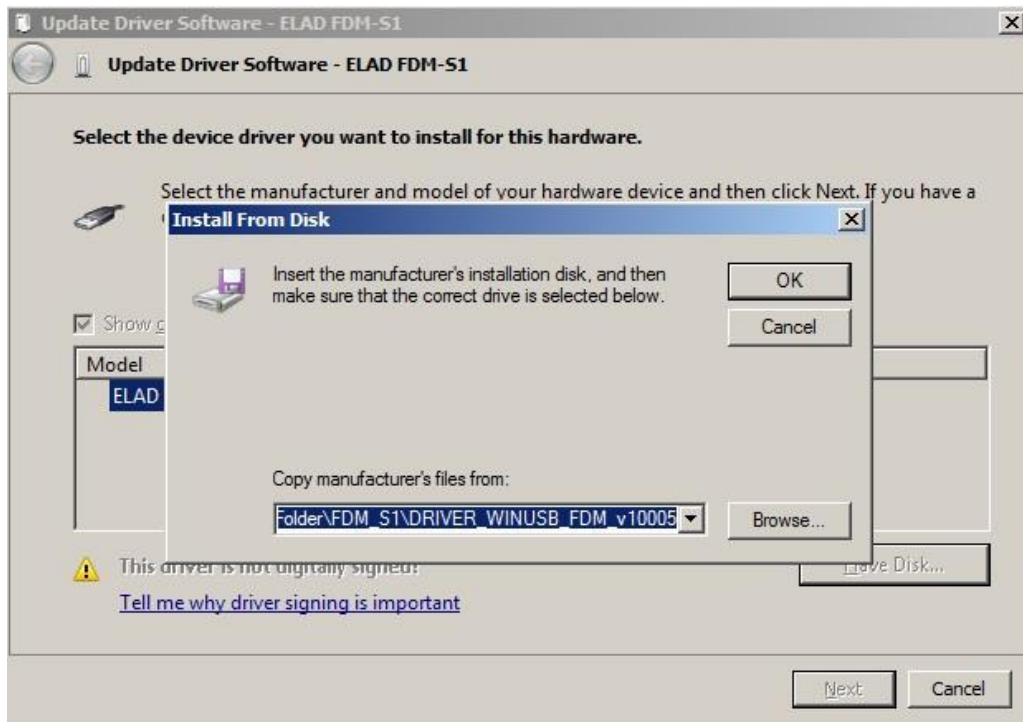 Update Driver Software - ELAD FDM-S1
Update Driver Software - ELAD FDM-S1
Select the device driver you want to install for this hardware.
Select the manufacturer and model of your hardware device and then click Next. If you have a
Install From Disk
Insert the manufacturer's installation disk, and then
make sure that the correct drive is selected below.
OK
Cancel
Show
Model
ELAD
Copy manufacturer's files from:
Folder\FDM_S1\DRIVER_WINUSB_FDM_v10005
Browse...
This driver is not digitally signed!
Have Disk...
Tell me why driver signing is important
Next
Cancel